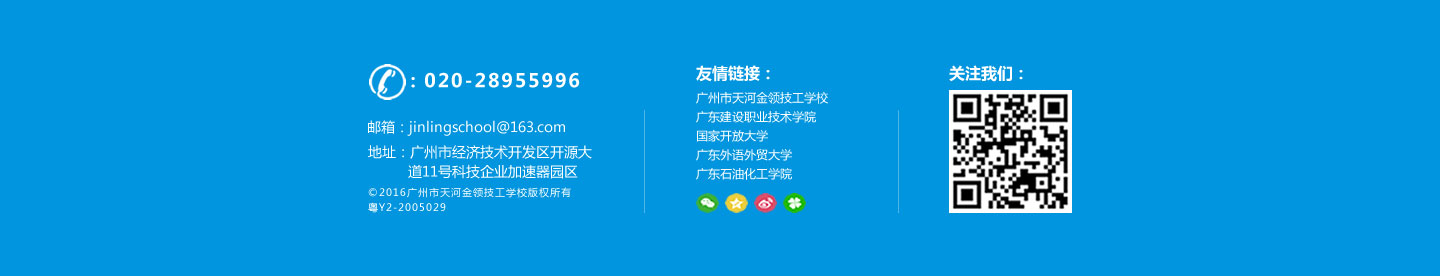 ：020-28955996
邮箱：jinlingschool@163.com
地址：广州市经济技术开发区开源大
道11号科技企业加速器园区
©2016广州市天河金领技工学校版权所有
粤Y2-2005029
友情链接：
广州市天河金领技工学校
广东建设职业技术学院
国家开放大学
广东外语外贸大学
广东石油化工学院
关注我们：